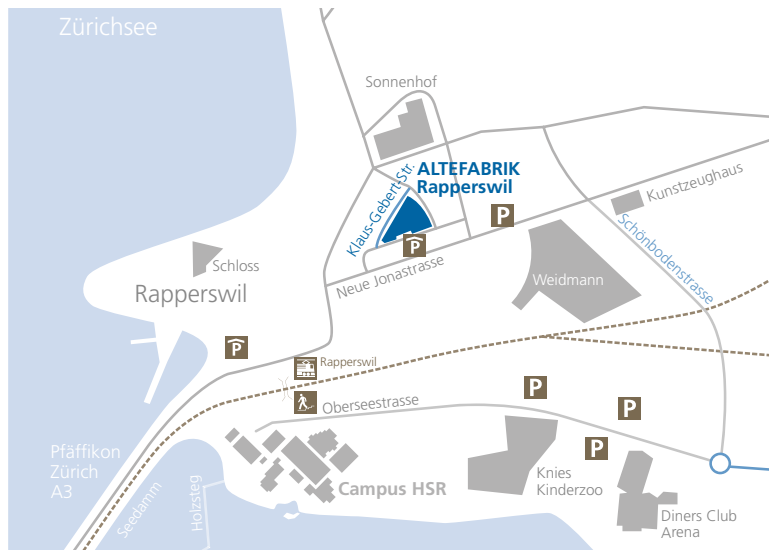 Zürichsee
Sonnenhof
ALTEFABRIK
Rapperswil
Klaus-Gebert-Str.
P
Kunstzeughaus
P
Schönbodenstrasse
Schloss
Neue Jonastrasse
Weidmann
Rapperswil
P
Rapperswil
Oberseestrasse
P
P
P
Pfäffikon
Zürich
A3
Seedamm
Holzsteg
Campus HSR
Knies
Kinderzoo
Diners Club
Arena